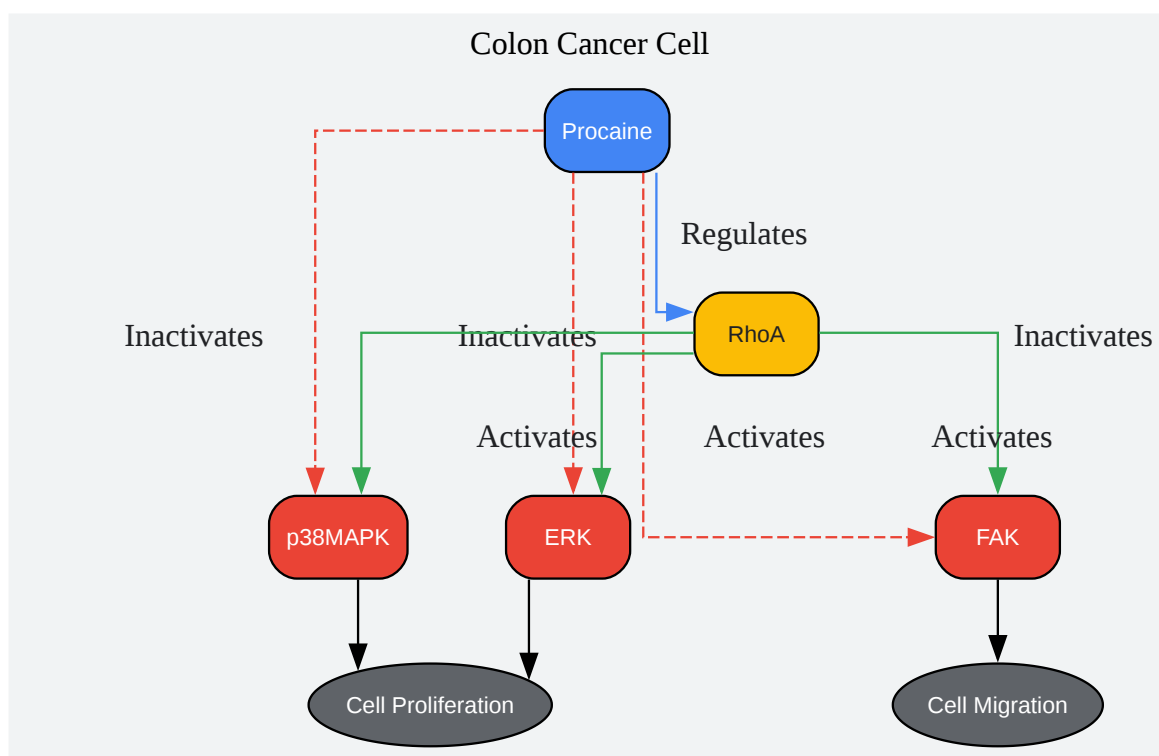 Colon Cancer Cell
Procaine
Regulates
Inactivates
Inactivates
RhoA
Inactivates
Activates
Activates
Activates
p38MAPK
ERK
FAK
Cell Proliferation
Cell Migration